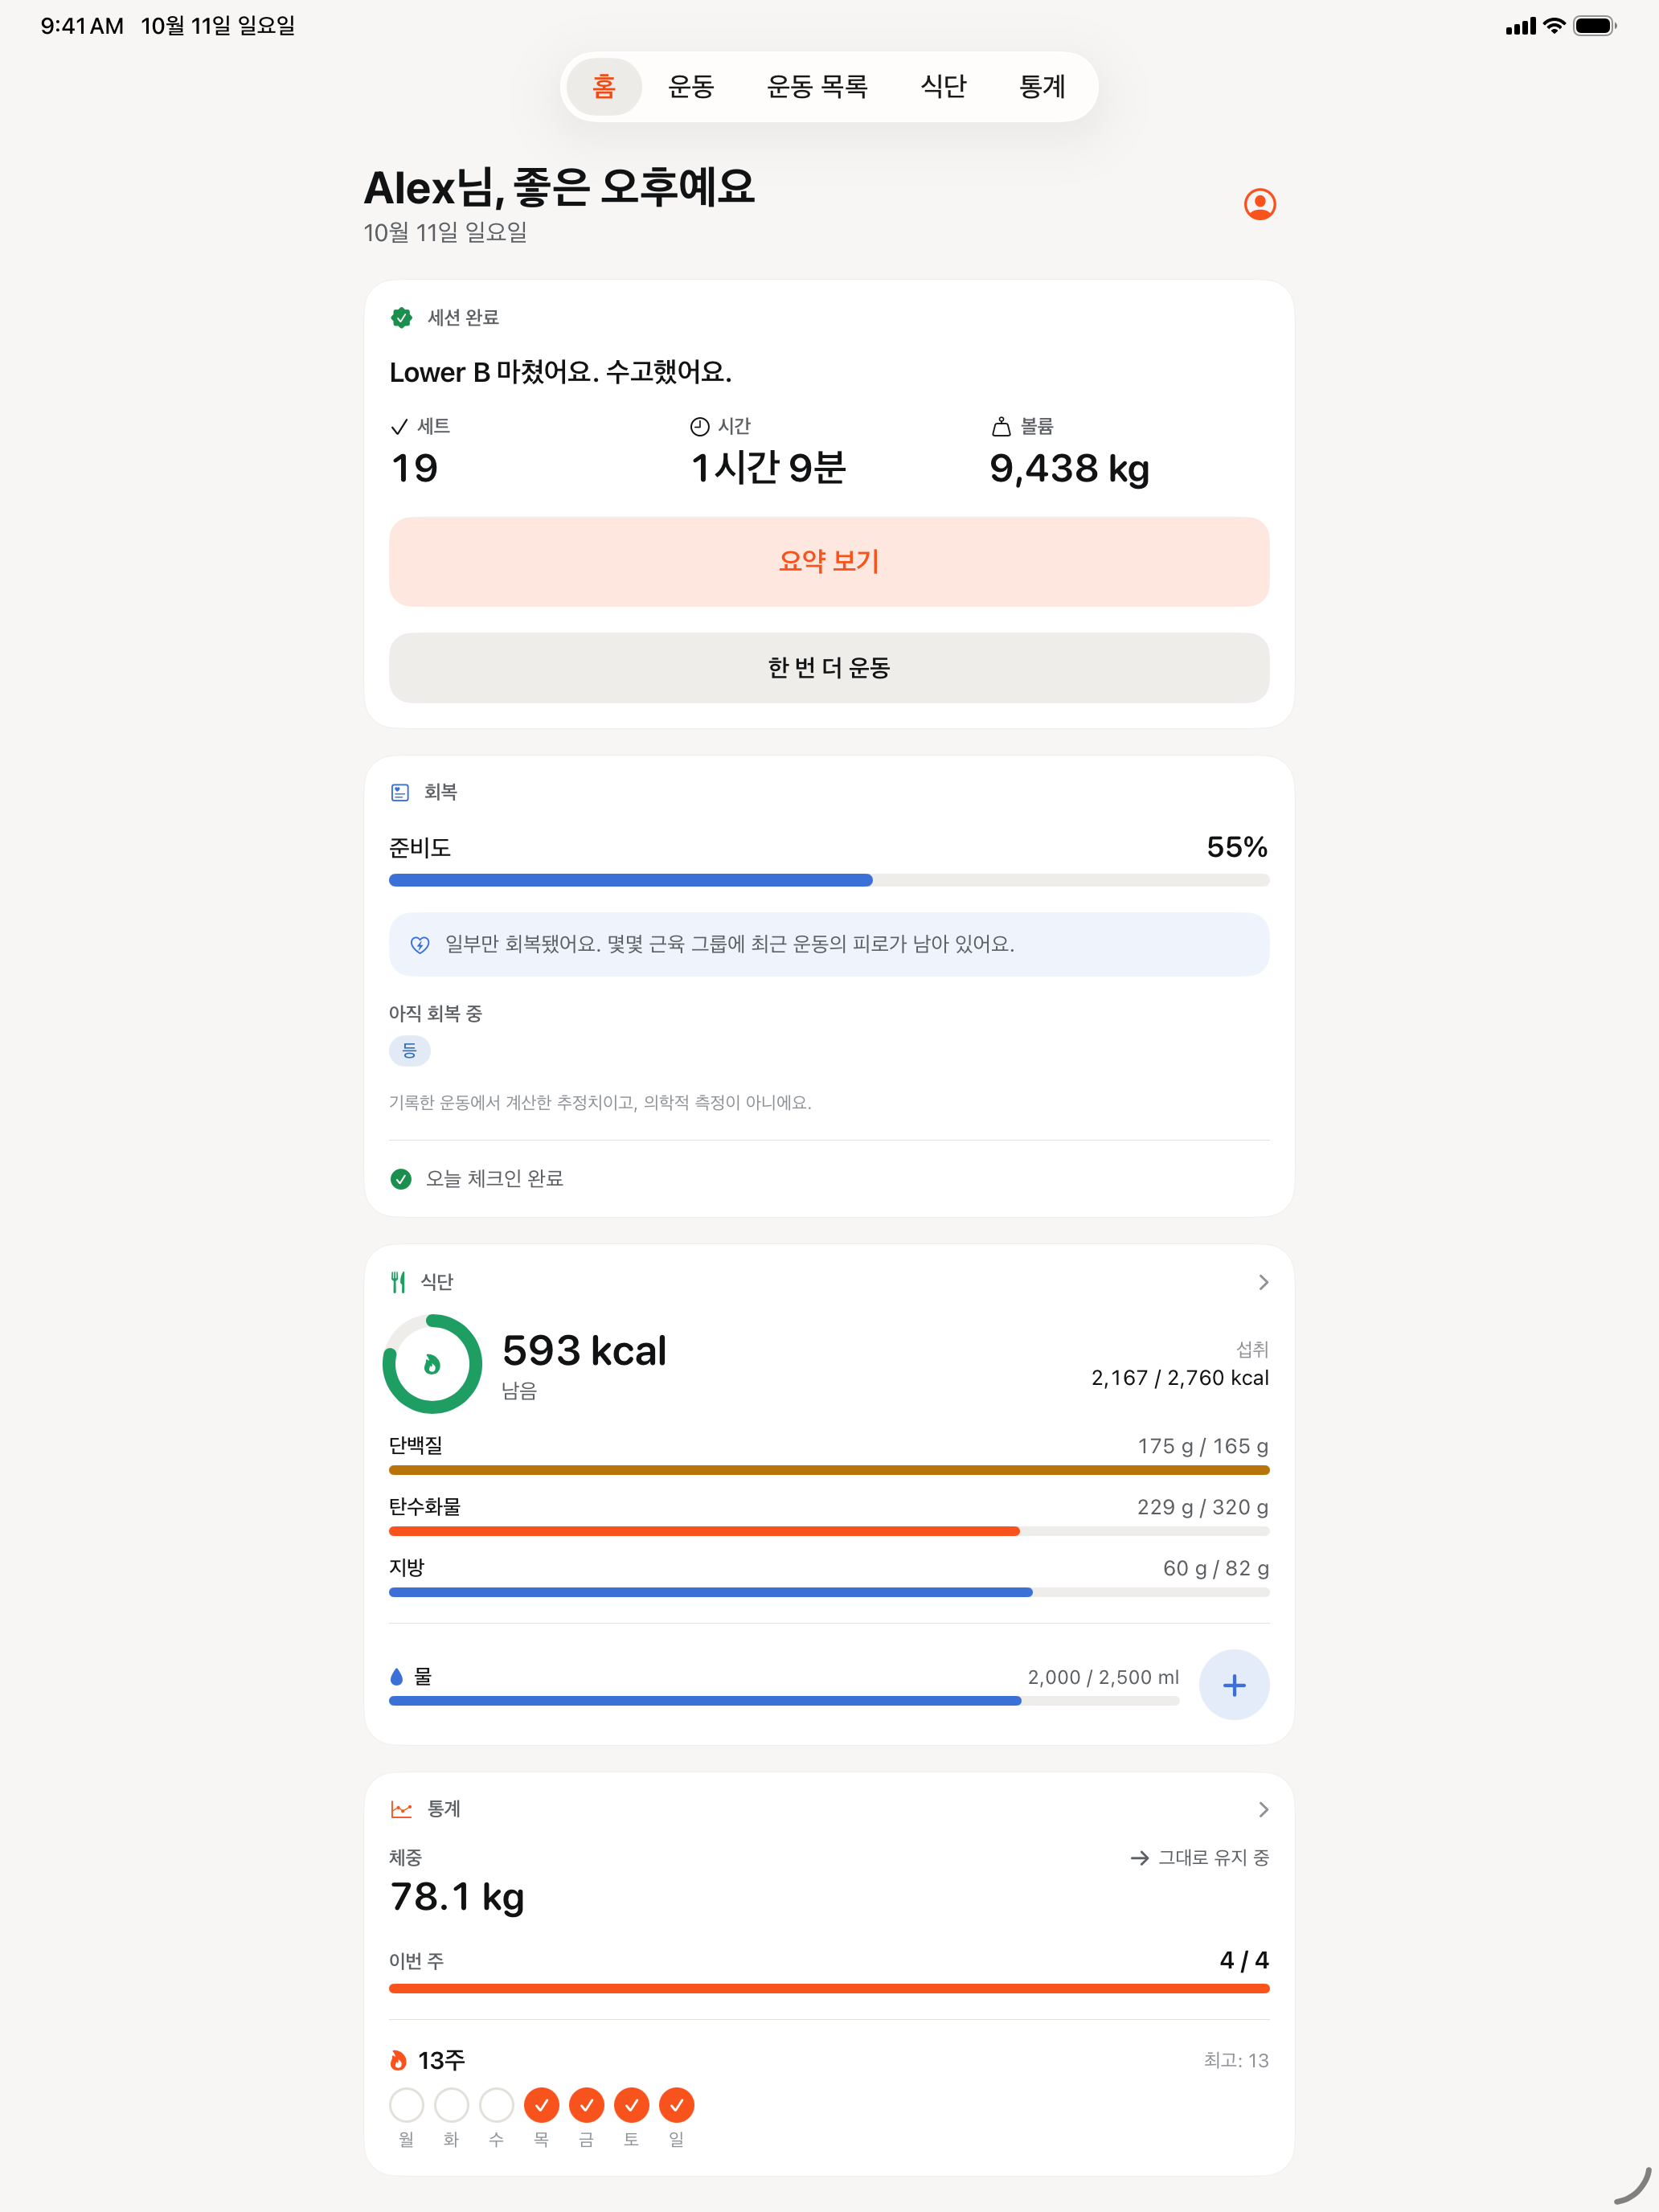 9:41 AM 10월 11일 일요일
홈 운동 운동 목록 식단 통계
Alex님, 좋은 오후예요
10월 11일 일요일
세션 완료
Lower B 마쳤어요. 수고했어요.
세트 시간 볼륨
19 1시간 9분 9,438 kg
요약 보기
한 번 더 운동
회복
준비도 55%
일부만 회복됐어요. 몇몇 근육 그룹에 최근 운동의 피로가 남아 있어요.
아직 회복 중
등
기록한 운동에서 계산한 추정치이고, 의학적 측정이 아니에요.
오늘 체크인 완료
식단
593 kcal
남음
섭취
2,167 / 2,760 kcal
단백질 175 g / 165 g
탄수화물 229 g / 320 g
지방 60 g / 82 g
물 2,000 / 2,500 ml
통계
체중 그대로 유지 중
78.1 kg
이번 주 4 / 4
13주 최고: 13
월 화 수 목 금 토 일